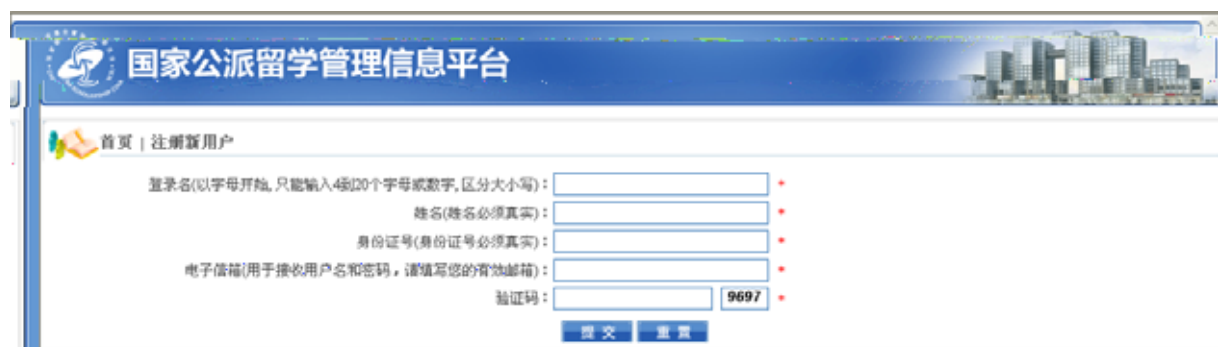 国家公派留学管理信息平台
首页 | 注册新用户
登录名(以字母开始,只能输入4到20个字母或数字,区分大小写): *
姓名(姓名必须真实): *
身份证号(身份证号必须真实): *
电子信箱(用于接收用户名和密码，请填写您的有效邮箱): *
验证码: 9697 *
提 交 重 置